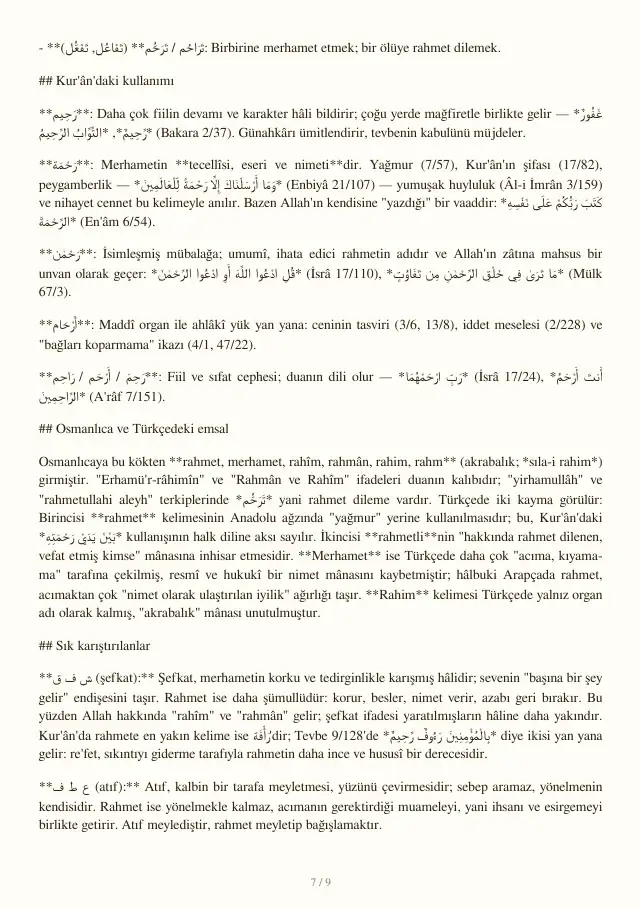 - **تَرَاحُم / تَرَحُّم** (تَفَاعُل, تَفَعُّل): Birbirine merhamet etmek; bir ölüye rahmet dilemek.
## Kur'ân'daki kullanımı
**رَحِيم**: Daha çok fiilin devamı ve karakter hâli bildirir; çoğu yerde mağfiretle birlikte gelir — *غَفُورٌ
رَّحِيمٌ*, *التَّوَّابُ الرَّحِيمُ* (Bakara 2/37). Günahkârı ümitlendirir, tevbenin kabulünü müjdeler.
**رَحْمَة**: Merhametin **tecellîsi, eseri ve nimeti**dir. Yağmur (7/57), Kur'ân'ın şifası (17/82),
peygamberlik — *وَمَا أَرْسَلْنَاكَ إِلَّا رَحْمَةً لِّلْعَالَمِينَ* (Enbiyâ 21/107) — yumuşak huyluluk (Âl-i İmrân 3/159)
ve nihayet cennet bu kelimeyle anılır. Bazen Allah'ın kendisine "yazdığı" bir vaaddir: *كَتَبَ رَبُّكُمْ عَلَى نَفْسِهِ
الرَّحْمَةَ* (En'âm 6/54).
**رَحْمٰن**: İsimleşmiş mübalağa; umumî, ihata edici rahmetin adıdır ve Allah'ın zâtına mahsus bir
unvan olarak geçer: *قُلِ ادْعُوا اللَّهَ أَوِ ادْعُوا الرَّحْمَٰنَ* (İsrâ 17/110), *مَا تَرَىٰ فِي خَلْقِ الرَّحْمَٰنِ مِن تَفَاوُتٍ* (Mülk
67/3).
**أَرْحَام**: Maddî organ ile ahlâkî yük yan yana: ceninin tasviri (3/6, 13/8), iddet meselesi (2/228) ve
"bağları koparmama" ikazı (4/1, 47/22).
**رَحِمَ / أَرْحَم / رَاحِم**: Fiil ve sıfat cephesi; duanın dili olur — *رَبِّ ارْحَمْهُمَا* (İsrâ 17/24), *أَنتَ أَرْحَمُ
الرَّاحِمِينَ* (A'râf 7/151).
## Osmanlıca ve Türkçedeki emsal
Osmanlıcaya bu kökten **rahmet, merhamet, rahîm, rahmân, rahim, rahm** (akrabalık; *sıla-i rahim*)
girmiştir. "Erhamü'r-râhimîn" ve "Rahmân ve Rahîm" ifadeleri duanın kalıbıdır; "yirhamullâh" ve
"rahmetullahi aleyh" terkiplerinde *تَرَحُّم* yani rahmet dileme vardır. Türkçede iki kayma görülür:
Birincisi **rahmet** kelimesinin Anadolu ağzında "yağmur" yerine kullanılmasıdır; bu, Kur'ân'daki
*بَيْنَ يَدَيْ رَحْمَتِهِ* kullanışının halk diline aksı sayılır. İkincisi **rahmetli**nin "hakkında rahmet dilenen,
vefat etmiş kimse" mânasına inhisar etmesidir. **Merhamet** ise Türkçede daha çok "acıma, kıyama-
ma" tarafına çekilmiş, resmî ve hukukî bir nimet mânasını kaybetmiştir; hâlbuki Arapçada rahmet,
acımaktan çok "nimet olarak ulaştırılan iyilik" ağırlığı taşır. **Rahim** kelimesi Türkçede yalnız organ
adı olarak kalmış, "akrabalık" mânası unutulmuştur.
## Sık karıştırılanlar
**ش ف ق (şefkat):** Şefkat, merhametin korku ve tedirginlikle karışmış hâlidir; sevenin "başına bir şey
gelir" endişesini taşır. Rahmet ise daha şümullüdür: korur, besler, nimet verir, azabı geri bırakır. Bu
yüzden Allah hakkında "rahîm" ve "rahmân" gelir; şefkat ifadesi yaratılmışların hâline daha yakındır.
Kur'ân'da rahmete en yakın kelime ise رَأْفَةdir; Tevbe 9/128'de *بِالْمُؤْمِنِينَ رَءُوفٌ رَّحِيمٌ* diye ikisi yan yana
gelir: re'fet, sıkıntıyı giderme tarafıyla rahmetin daha ince ve hususî bir derecesidir.
**ع ط ف (atıf):** Atıf, kalbin bir tarafa meyletmesi, yüzünü çevirmesidir; sebep aramaz, yönelmenin
kendisidir. Rahmet ise yönelmekle kalmaz, acımanın gerektirdiği muameleyi, yani ihsanı ve esirgemeyi
birlikte getirir. Atıf meylediştir, rahmet meyletip bağışlamaktır.
7 / 9